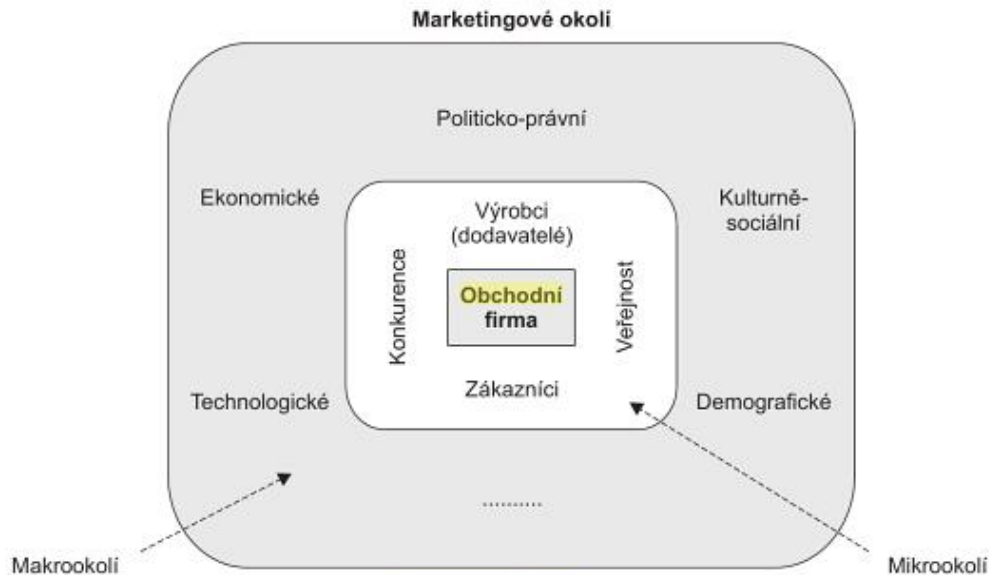 Marketingové okolí
Politicko-právní
Ekonomické
Kulturně-
sociální
Výrobci
(dodavatelé)
Konkurence
Obchodní
firma
Veřejnost
Zákazníci
Technologické
Demografické
..........
Makrookolí
Mikrookolí